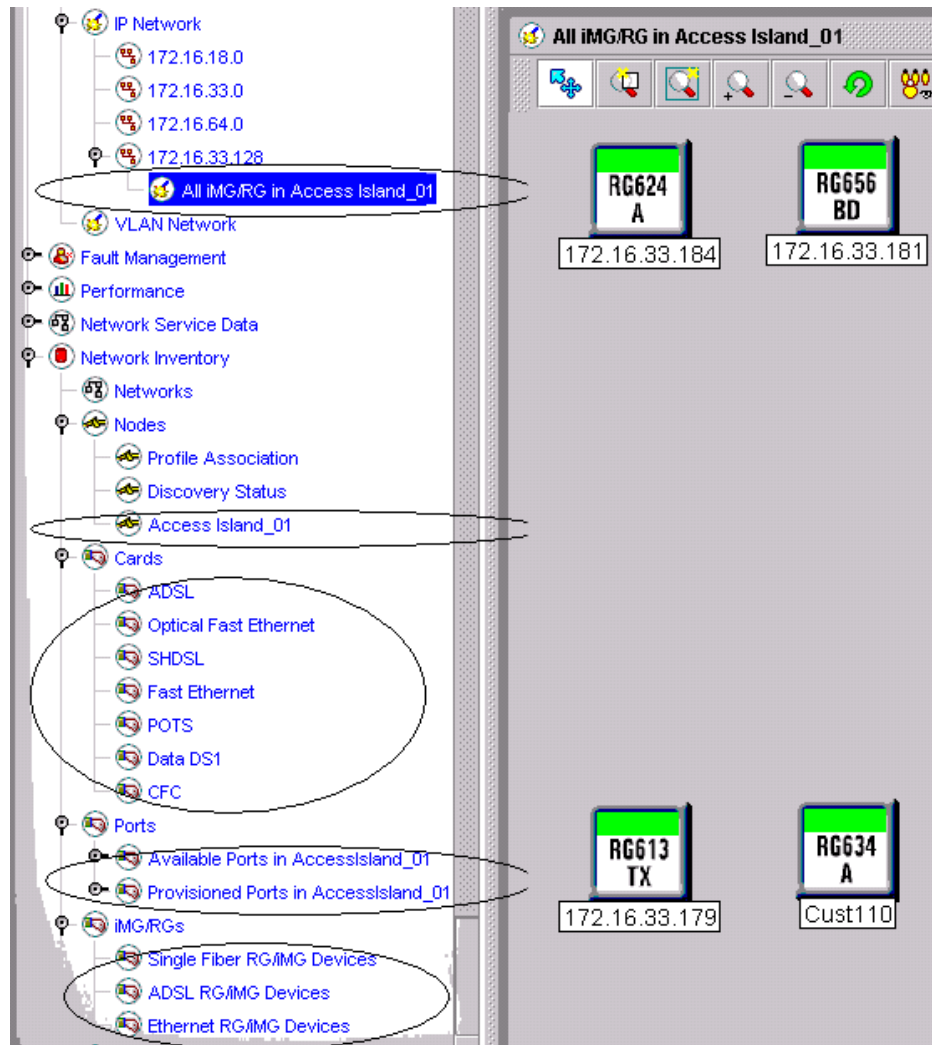 IP Network
172.16.18.0
172.16.33.0
172.16.64.0
172.16.33.128
All iMG/RG in Access Island_01
VLAN Network
Fault Management
Performance
Network Service Data
Network Inventory
Networks
Nodes
Profile Association
Discovery Status
Access Island_01
Cards
ADSL
Optical Fast Ethernet
SHDSL
Fast Ethernet
POTS
Data DS1
CFC
Ports
Available Ports in AccessIsland_01
Provisioned Ports in AccessIsland_01
iMG/RGs
Single Fiber RG/iMG Devices
ADSL RG/iMG Devices
Ethernet RG/iMG Devices
All iMG/RG in Access Island_01
RG624
A
172.16.33.184
RG656
BD
172.16.33.181
RG613
TX
172.16.33.179
RG634
A
Cust110